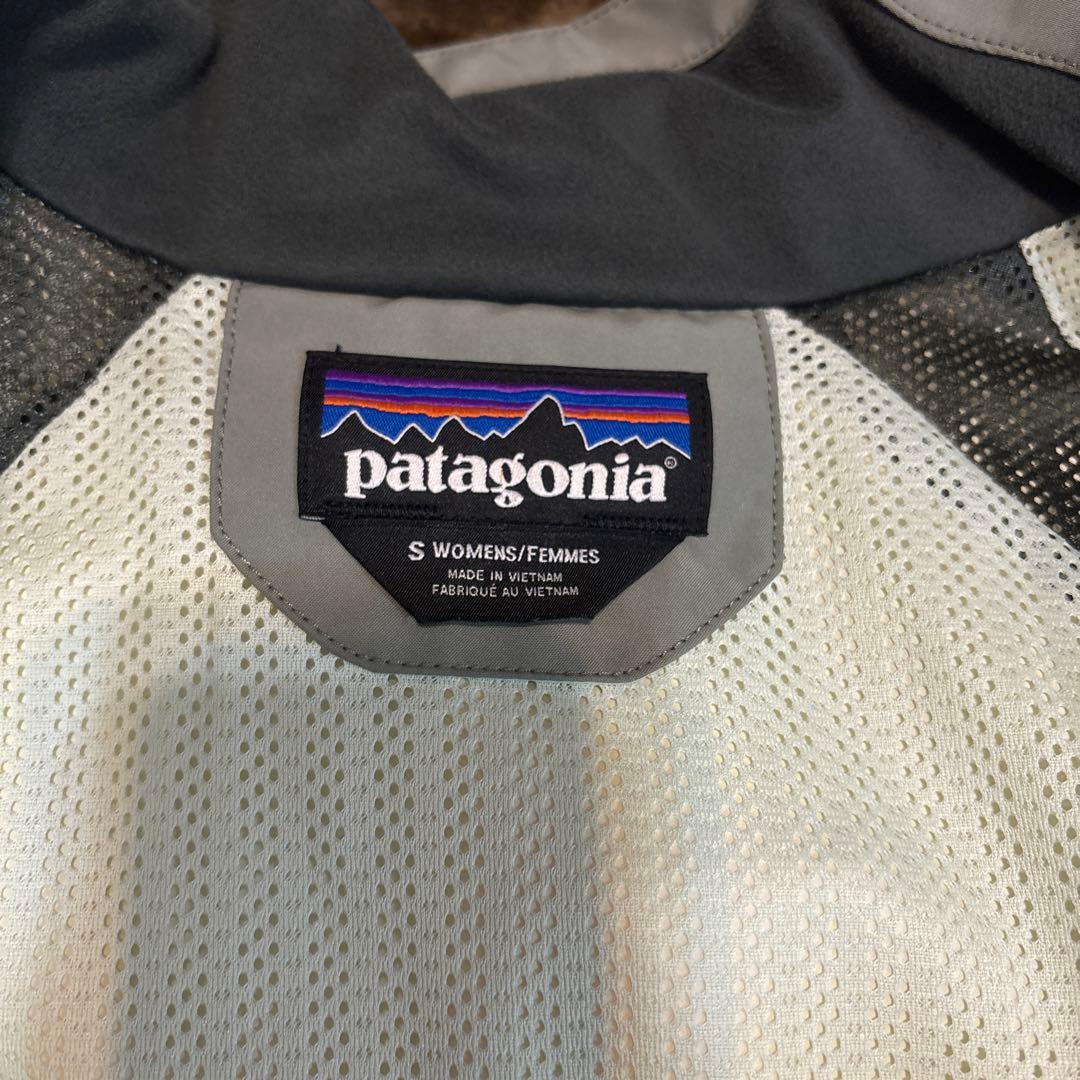 patagonia®
S WOMENS/FEMMES
MADE IN VIETNAM
FABRIQUÉ AU VIETNAM